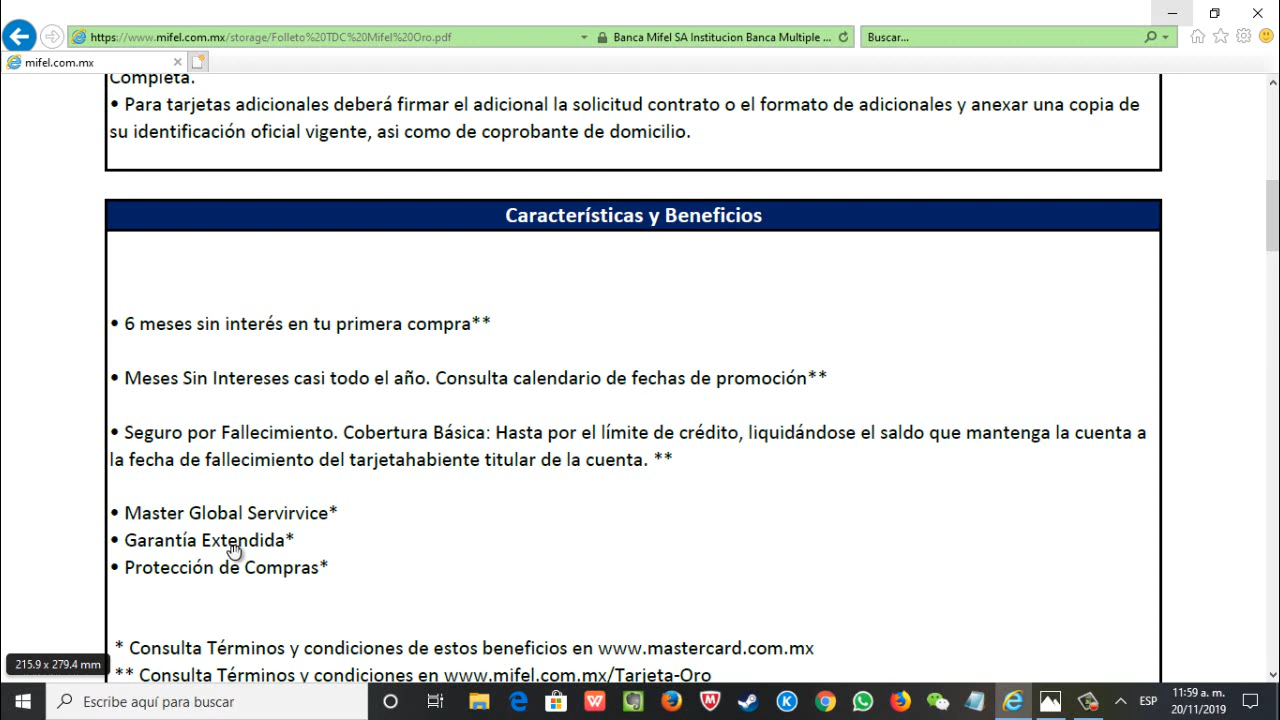 https://www.mifel.com.mx/storage/Folleto%20TDC%20Mifel%20Oro.pdf
Banca Mifel SA Institucion Banca Multiple ...
Buscar...
mifel.com.mx
Completa.
• Para tarjetas adicionales deberá firmar el adicional la solicitud contrato o el formato de adicionales y anexar una copia de
su identificación oficial vigente, asi como de coprobante de domicilio.
Características y Beneficios
• 6 meses sin interés en tu primera compra**
• Meses Sin Intereses casi todo el año. Consulta calendario de fechas de promoción**
• Seguro por Fallecimiento. Cobertura Básica: Hasta por el límite de crédito, liquidándose el saldo que mantenga la cuenta a
la fecha de fallecimiento del tarjetahabiente titular de la cuenta. **
• Master Global Servirvice*
• Garantía Extendida*
• Protección de Compras*
* Consulta Términos y condiciones de estos beneficios en www.mastercard.com.mx
215.9 x 279.4 mm
** Consulta Términos y condiciones en www.mifel.com.mx/Tarjeta-Oro
Escribe aquí para buscar
ESP
11:59 a. m.
20/11/2019